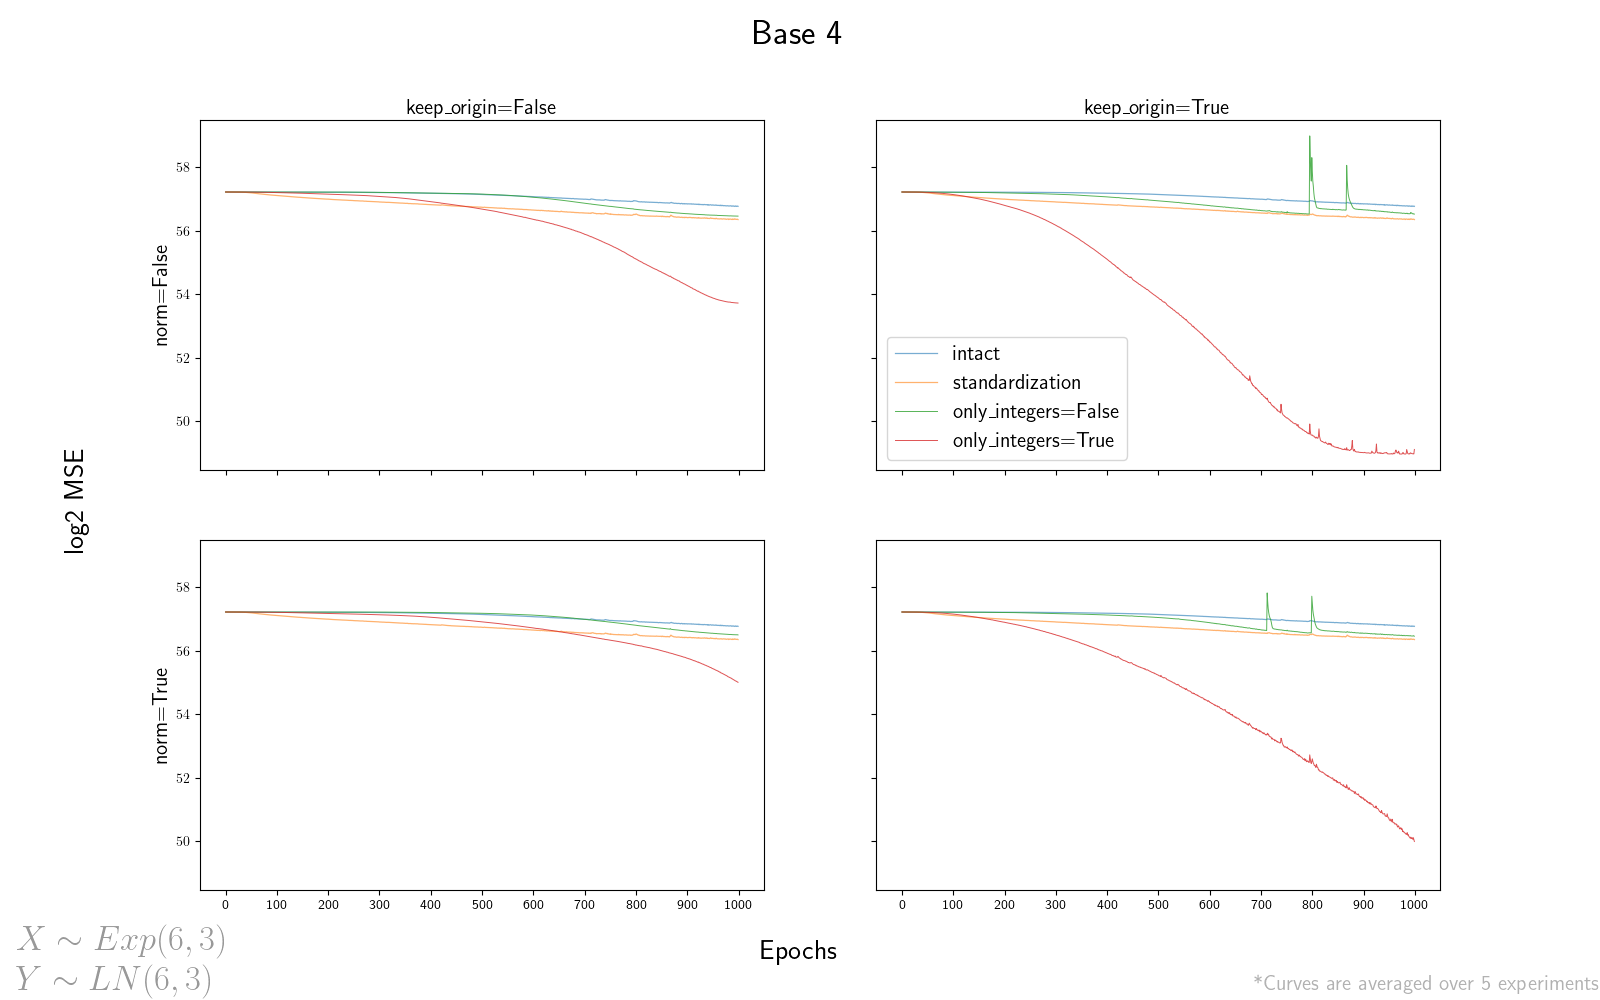 Base 4
keep_origin=False
keep_origin=True
58
56
54
52
50
norm=False
intact
standardization
only_integers=False
only_integers=True
log2 MSE
58
56
54
52
50
norm=True
0 100 200 300 400 500 600 700 800 900 1000
0 100 200 300 400 500 600 700 800 900 1000
Epochs
X ∼ Exp(6, 3)
Y ∼ LN(6, 3)
*Curves are averaged over 5 experiments